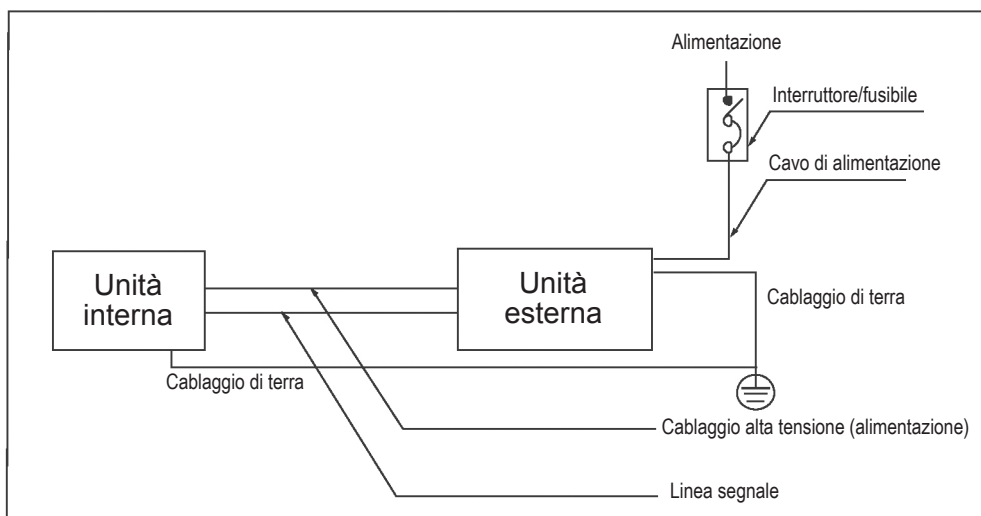 Alimentazione
Interruttore/fusibile
Cavo di alimentazione
Unità
interna
Unità
esterna
Cablaggio di terra
Cablaggio di terra
Cablaggio alta tensione (alimentazione)
Linea segnale